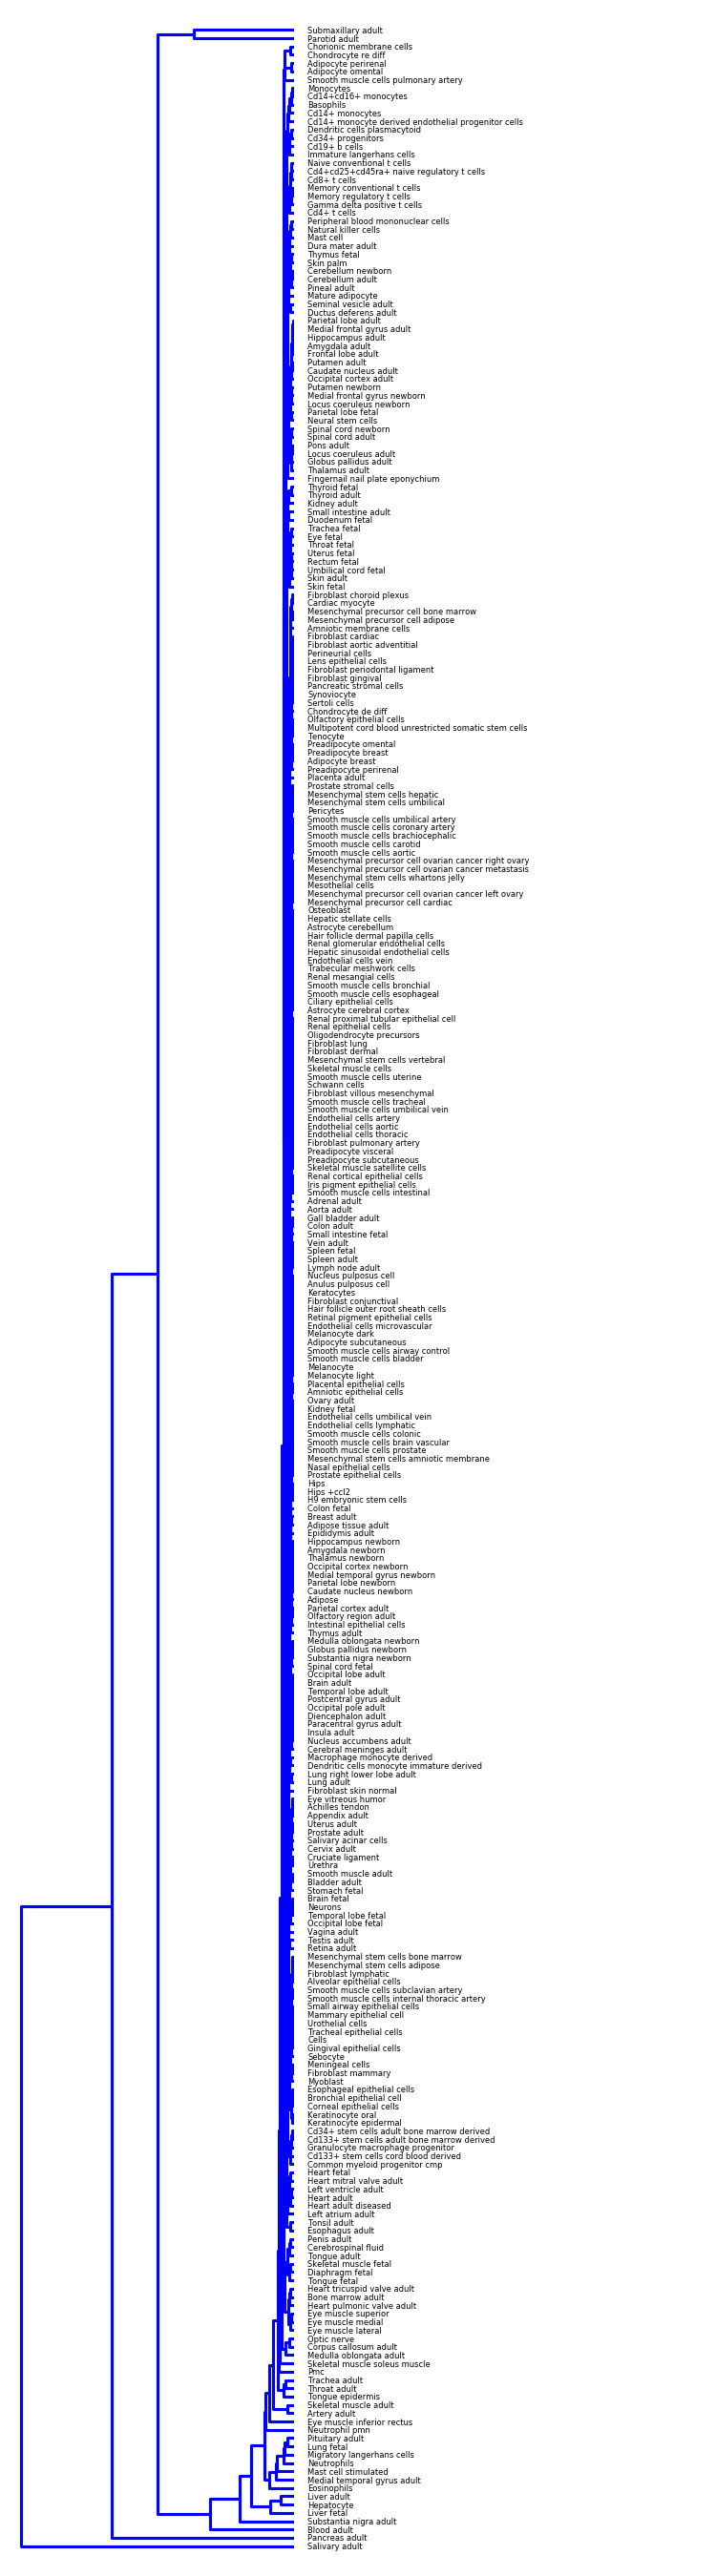 Submaxillary adult
Parotid adult
Chorionic membrane cells
Chondrocyte re diff
Adipocyte perirenal
Adipocyte omental
Smooth muscle cells pulmonary artery
Monocytes
Cd14+cd16+ monocytes
Basophils
Cd14+ monocytes
Cd14+ monocyte derived endothelial progenitor cells
Dendritic cells plasmacytoid
Cd34+ progenitors
Cd19+ b cells
Immature langerhans cells
Naive conventional t cells
Cd4+cd25+cd45ra+ naive regulatory t cells
Cd8+ t cells
Memory conventional t cells
Memory regulatory t cells
Gamma delta positive t cells
Cd4+ t cells
Peripheral blood mononuclear cells
Natural killer cells
Mast cell
Dura mater adult
Thymus fetal
Skin palm
Cerebellum newborn
Cerebellum adult
Pineal adult
Mature adipocyte
Seminal vesicle adult
Ductus deferens adult
Parietal lobe adult
Medial frontal gyrus adult
Hippocampus adult
Amygdala adult
Frontal lobe adult
Putamen adult
Caudate nucleus adult
Occipital cortex adult
Putamen newborn
Medial frontal gyrus newborn
Locus coeruleus newborn
Parietal lobe fetal
Neural stem cells
Spinal cord newborn
Spinal cord adult
Pons adult
Locus coeruleus adult
Globus pallidus adult
Thalamus adult
Fingernail nail plate eponychium
Thyroid fetal
Thyroid adult
Kidney adult
Small intestine adult
Duodenum fetal
Trachea fetal
Eye fetal
Throat fetal
Uterus fetal
Rectum fetal
Umbilical cord fetal
Skin adult
Skin fetal
Fibroblast choroid plexus
Cardiac myocyte
Mesenchymal precursor cell bone marrow
Mesenchymal precursor cell adipose
Amniotic membrane cells
Fibroblast cardiac
Fibroblast aortic adventitial
Perineurial cells
Lens epithelial cells
Fibroblast periodontal ligament
Fibroblast gingival
Pancreatic stromal cells
Synoviocyte
Sertoli cells
Chondrocyte de diff
Olfactory epithelial cells
Multipotent cord blood unrestricted somatic stem cells
Tenocyte
Preadipocyte omental
Preadipocyte breast
Adipocyte breast
Preadipocyte perirenal
Placenta adult
Prostate stromal cells
Mesenchymal stem cells hepatic
Mesenchymal stem cells umbilical
Pericytes
Smooth muscle cells umbilical artery
Smooth muscle cells coronary artery
Smooth muscle cells brachiocephalic
Smooth muscle cells carotid
Smooth muscle cells aortic
Mesenchymal precursor cell ovarian cancer right ovary
Mesenchymal precursor cell ovarian cancer metastasis
Mesenchymal stem cells whartons jelly
Mesothelial cells
Mesenchymal precursor cell ovarian cancer left ovary
Mesenchymal precursor cell cardiac
Osteoblast
Hepatic stellate cells
Astrocyte cerebellum
Hair follicle dermal papilla cells
Renal glomerular endothelial cells
Hepatic sinusoidal endothelial cells
Endothelial cells vein
Trabecular meshwork cells
Renal mesangial cells
Smooth muscle cells bronchial
Smooth muscle cells esophageal
Ciliary epithelial cells
Astrocyte cerebral cortex
Renal proximal tubular epithelial cell
Renal epithelial cells
Oligodendrocyte precursors
Fibroblast lung
Fibroblast dermal
Mesenchymal stem cells vertebral
Skeletal muscle cells
Smooth muscle cells uterine
Schwann cells
Fibroblast villous mesenchymal
Smooth muscle cells tracheal
Smooth muscle cells umbilical vein
Endothelial cells artery
Endothelial cells aortic
Endothelial cells thoracic
Fibroblast pulmonary artery
Preadipocyte visceral
Preadipocyte subcutaneous
Skeletal muscle satellite cells
Renal cortical epithelial cells
Iris pigment epithelial cells
Smooth muscle cells intestinal
Adrenal adult
Aorta adult
Gall bladder adult
Colon adult
Small intestine fetal
Vein adult
Spleen fetal
Spleen adult
Lymph node adult
Nucleus pulposus cell
Anulus pulposus cell
Keratocytes
Fibroblast conjunctival
Hair follicle outer root sheath cells
Retinal pigment epithelial cells
Endothelial cells microvascular
Melanocyte dark
Adipocyte subcutaneous
Smooth muscle cells airway control
Smooth muscle cells bladder
Melanocyte
Melanocyte light
Placental epithelial cells
Amniotic epithelial cells
Ovary adult
Kidney fetal
Endothelial cells umbilical vein
Endothelial cells lymphatic
Smooth muscle cells colonic
Smooth muscle cells brain vascular
Smooth muscle cells prostate
Mesenchymal stem cells amniotic membrane
Nasal epithelial cells
Prostate epithelial cells
Hips
Hips +ccl2
H9 embryonic stem cells
Colon fetal
Breast adult
Adipose tissue adult
Epididymis adult
Hippocampus newborn
Amygdala newborn
Thalamus newborn
Occipital cortex newborn
Medial temporal gyrus newborn
Parietal lobe newborn
Caudate nucleus newborn
Adipose
Parietal cortex adult
Olfactory region adult
Intestinal epithelial cells
Thymus adult
Medulla oblongata newborn
Globus pallidus newborn
Substantia nigra newborn
Spinal cord fetal
Occipital lobe adult
Brain adult
Temporal lobe adult
Postcentral gyrus adult
Occipital pole adult
Diencephalon adult
Paracentral gyrus adult
Insula adult
Nucleus accumbens adult
Cerebral meninges adult
Macrophage monocyte derived
Dendritic cells monocyte immature derived
Lung right lower lobe adult
Lung adult
Fibroblast skin normal
Eye vitreous humor
Achilles tendon
Appendix adult
Uterus adult
Prostate adult
Salivary acinar cells
Cervix adult
Cruciate ligament
Urethra
Smooth muscle adult
Bladder adult
Stomach fetal
Brain fetal
Neurons
Temporal lobe fetal
Occipital lobe fetal
Vagina adult
Testis adult
Retina adult
Mesenchymal stem cells bone marrow
Mesenchymal stem cells adipose
Fibroblast lymphatic
Alveolar epithelial cells
Smooth muscle cells subclavian artery
Smooth muscle cells internal thoracic artery
Small airway epithelial cells
Mammary epithelial cell
Urothelial cells
Tracheal epithelial cells
Cells
Gingival epithelial cells
Sebocyte
Meningeal cells
Fibroblast mammary
Myoblast
Esophageal epithelial cells
Bronchial epithelial cell
Corneal epithelial cells
Keratinocyte oral
Keratinocyte epidermal
Cd34+ stem cells adult bone marrow derived
Cd133+ stem cells adult bone marrow derived
Granulocyte macrophage progenitor
Cd133+ stem cells cord blood derived
Common myeloid progenitor cmp
Heart fetal
Heart mitral valve adult
Left ventricle adult
Heart adult
Heart adult diseased
Left atrium adult
Tonsil adult
Esophagus adult
Penis adult
Cerebrospinal fluid
Tongue adult
Skeletal muscle fetal
Diaphragm fetal
Tongue fetal
Heart tricuspid valve adult
Bone marrow adult
Heart pulmonic valve adult
Eye muscle superior
Eye muscle medial
Eye muscle lateral
Optic nerve
Corpus callosum adult
Medulla oblongata adult
Skeletal muscle soleus muscle
Pmc
Trachea adult
Throat adult
Tongue epidermis
Skeletal muscle adult
Artery adult
Eye muscle inferior rectus
Neutrophil pmn
Pituitary adult
Lung fetal
Migratory langerhans cells
Neutrophils
Mast cell stimulated
Medial temporal gyrus adult
Eosinophils
Liver adult
Hepatocyte
Liver fetal
Substantia nigra adult
Blood adult
Pancreas adult
Salivary adult